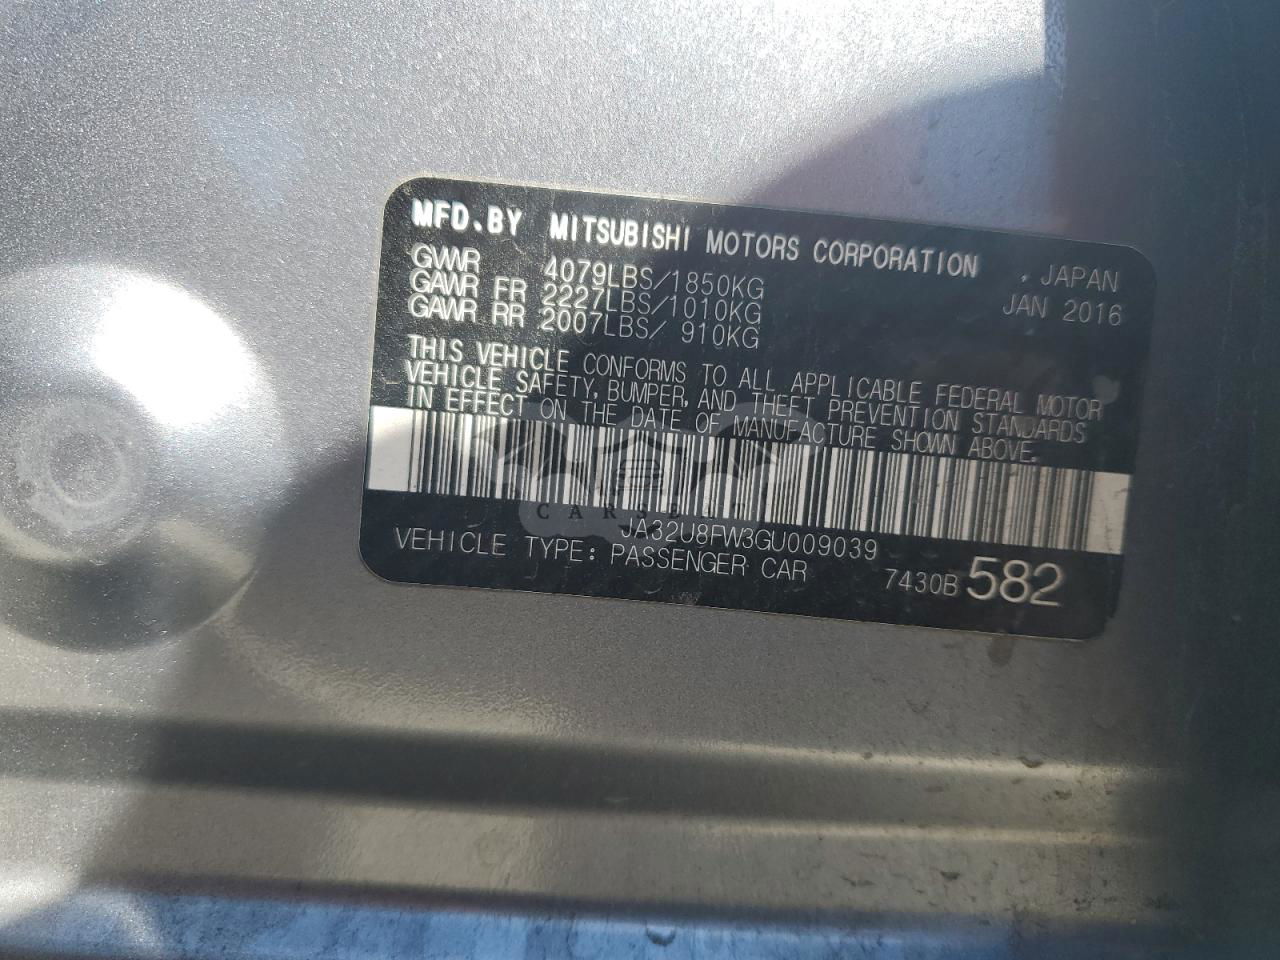 MFD.BY MITSUBISHI MOTORS CORPORATION , JAPAN
GVWR 4079LBS/1850KG JAN 2016
GAWR FR 2227LBS/1010KG
GAWR RR 2007LBS/ 910KG
THIS VEHICLE CONFORMS TO ALL APPLICABLE FEDERAL MOTOR
VEHICLE SAFETY, BUMPER, AND THEFT PREVENTION STANDARDS
IN EFFECT ON THE DATE OF MANUFACTURE SHOWN ABOVE.
JA32U8FW3GU009039
VEHICLE TYPE: PASSENGER CAR 7430B 582